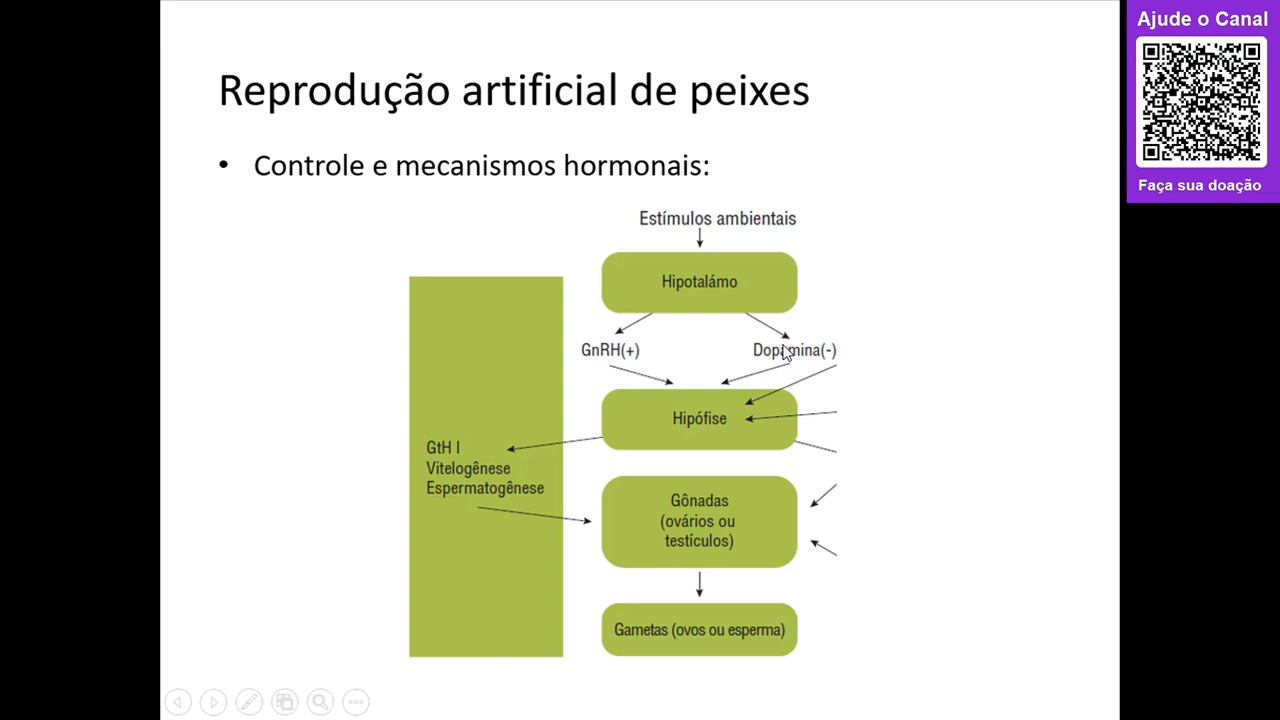 Ajude o Canal
Faça sua doação
Reprodução artificial de peixes
• Controle e mecanismos hormonais:
Estímulos ambientais
Hipotalámo
GnRH(+)
Dopamina(-)
Hipófise
GtH I
Vitelogênese
Espermatogênese
Gônadas
(ovários ou
testículos)
Gametas (ovos ou esperma)